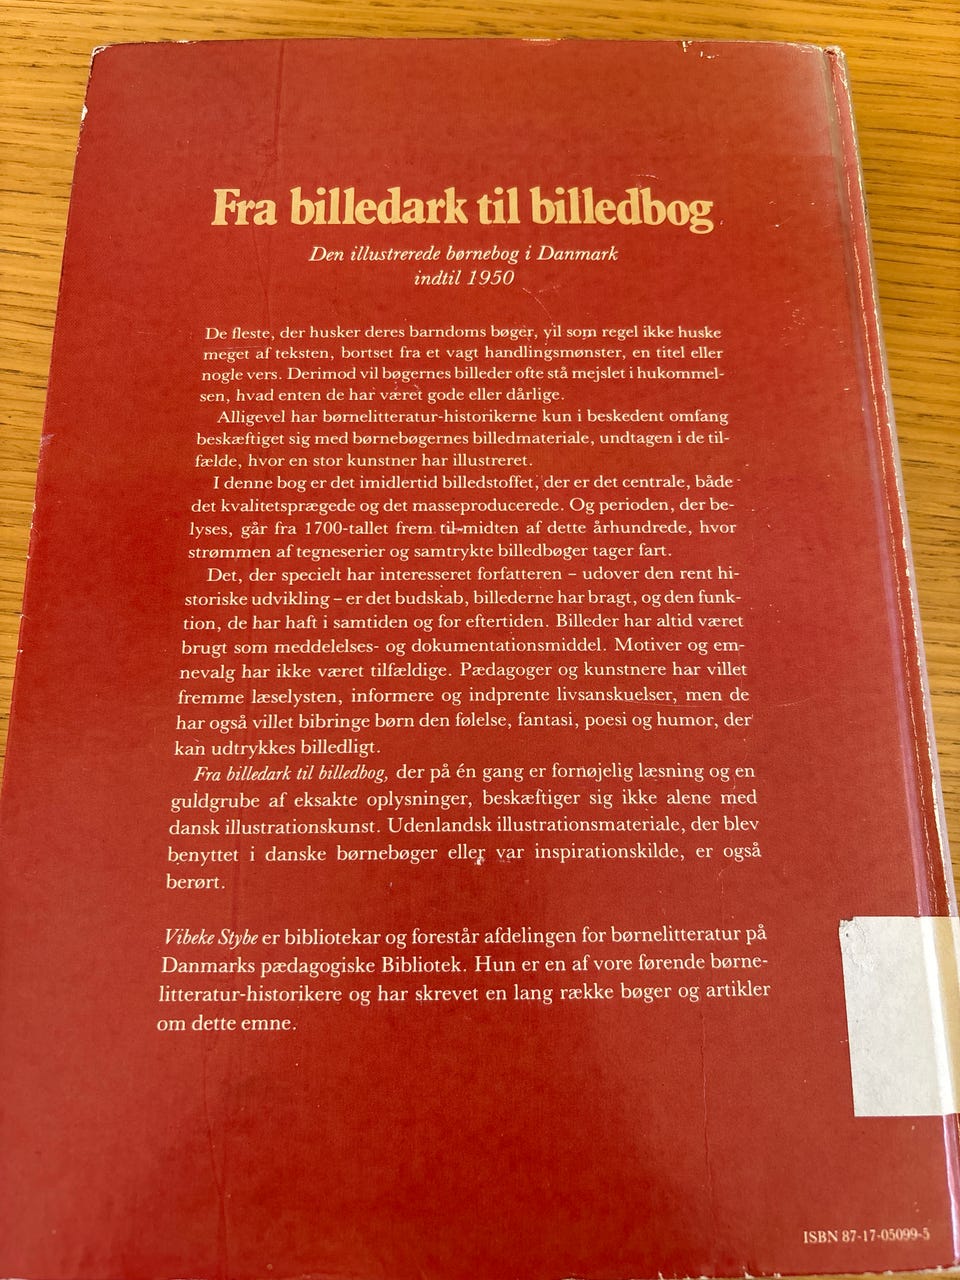 Fra billedark til billedbog
Den illustrerede børnebog i Danmark
indtil 1950
De fleste, der husker deres barndoms bøger, vil som regel ikke huske
meget af teksten, bortset fra et vagt handlingsmønster, en titel eller
nogle vers. Derimod vil bøgernes billeder ofte stå mejslet i hukommel-
sen, hvad enten de har været gode eller dårlige.
Alligevel har børnelitteratur-historikerne kun i beskedent omfang
beskæftiget sig med børnebøgernes billedmateriale, undtagen i de til-
fælde, hvor en stor kunstner har illustreret.
I denne bog er det imidlertid billedstoffet, der er det centrale, både
det kvalitetsprægede og det masseproducerede. Og perioden, der be-
lyses, går fra 1700-tallet frem til midten af dette århundrede, hvor
strømmen af tegneserier og samtrykte billedbøger tager fart.
Det, der specielt har interesseret forfatteren – udover den rent hi-
storiske udvikling – er det budskab, billederne har bragt, og den funk-
tion, de har haft i samtiden og for eftertiden. Billeder har altid været
brugt som meddelelses- og dokumentationsmiddel. Motiver og em-
nevalg har ikke været tilfældige. Pædagoger og kunstnere har villet
fremme læselysten, informere og indprente livsanskuelser, men de
har også villet bibringe børn den følelse, fantasi, poesi og humor, der
kan udtrykkes billedligt.
Fra billedark til billedbog, der på én gang er fornøjelig læsning og en
guldgrube af eksakte oplysninger, beskæftiger sig ikke alene med
dansk illustrationskunst. Udenlandsk illustrationsmateriale, der blev
benyttet i danske børnebøger eller var inspirationskilde, er også
berørt.
Vibeke Stybe er bibliotekar og forestår afdelingen for børnelitteratur på
Danmarks pædagogiske Bibliotek. Hun er en af vore førende børne-
litteratur-historikere og har skrevet en lang række bøger og artikler
om dette emne.
ISBN 87-17-05099-5